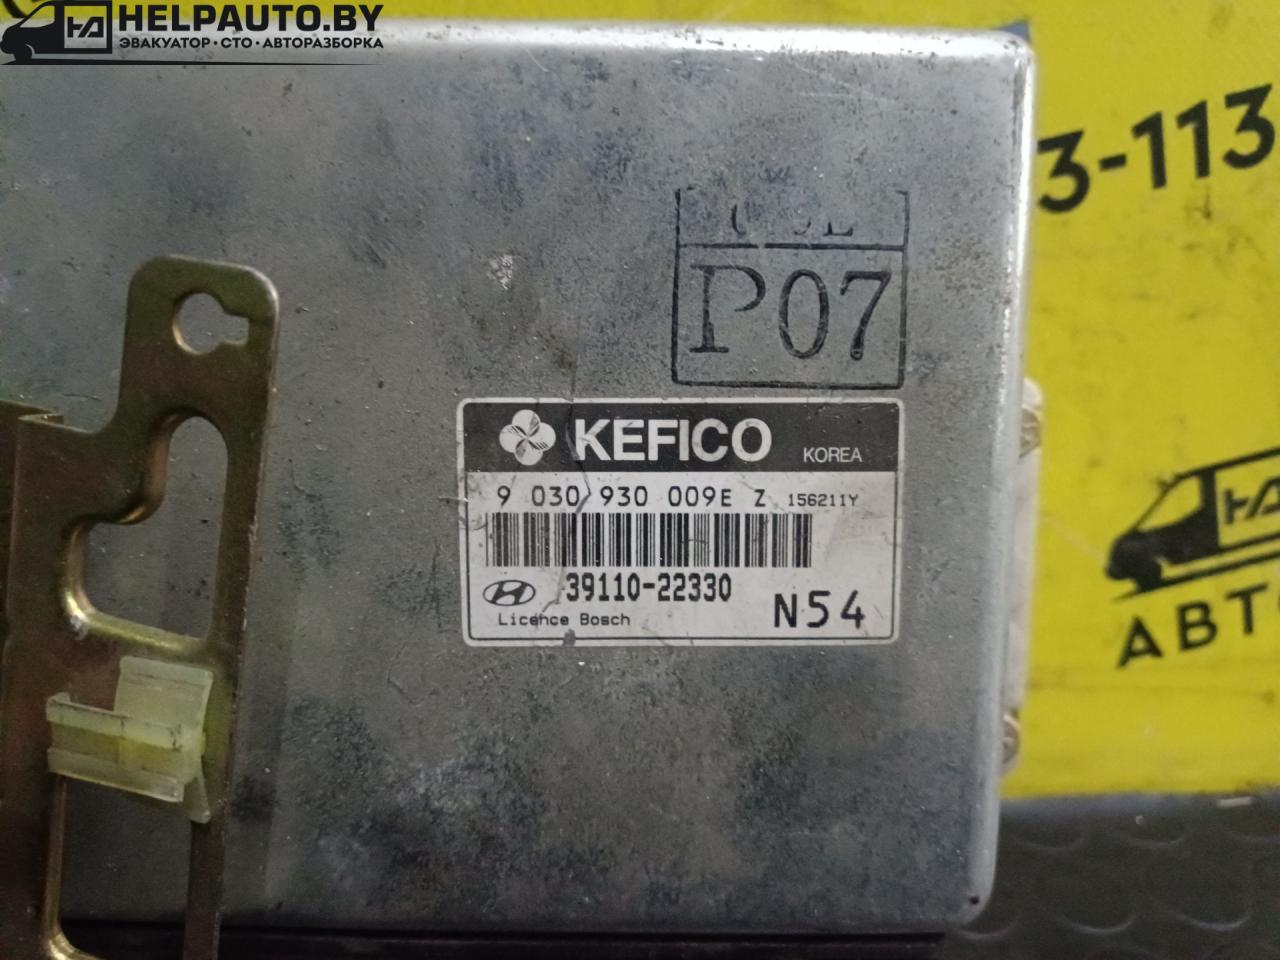 HELPAUTO.BY
ЭВАКУАТОР • СТО • АВТОРАЗБОРКА
3-113
P07
KEFICO KOREA
9 030 930 009E Z 156211Y
39110-22330
Licence Bosch
N54
АВТО